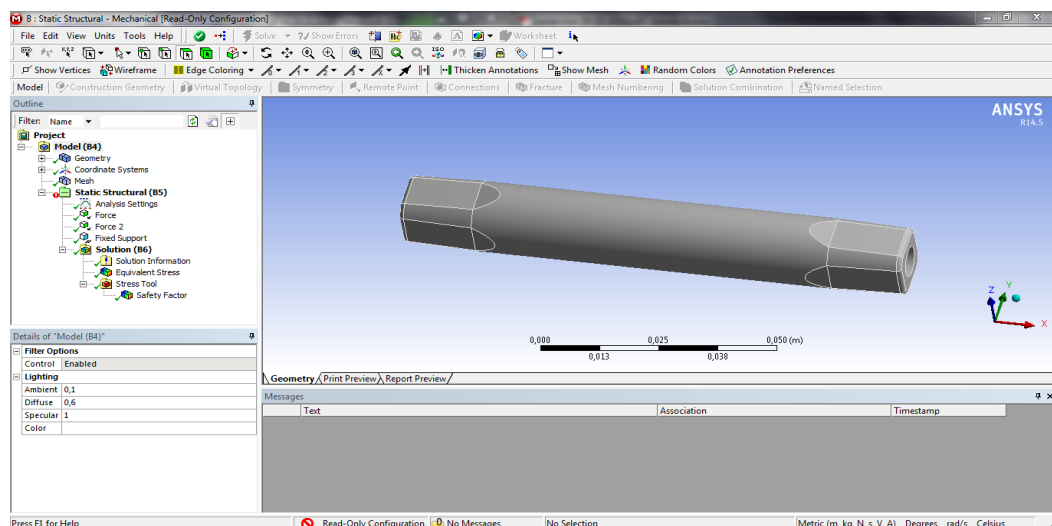 B : Static Structural - Mechanical [Read-Only Configuration]
File Edit View Units Tools Help Solve ?/ Show Errors Worksheet
Show Vertices Wireframe Edge Coloring Thicken Annotations Show Mesh Random Colors Annotation Preferences
Model Construction Geometry Virtual Topology Symmetry Remote Point Connections Fracture Mesh Numbering Solution Combination Named Selection
Outline
Filter: Name
Project
Model (B4)
Geometry
Coordinate Systems
Mesh
Static Structural (B5)
Analysis Settings
Force
Force 2
Fixed Support
Solution (B6)
Solution Information
Equivalent Stress
Stress Tool
Safety Factor
Details of "Model (B4)"
Filter Options
Control Enabled
Lighting
Ambient 0,1
Diffuse 0,6
Specular 1
Color
ANSYS
R14.5
Z Y
X
0,000 0,025 0,050 (m)
0,013 0,038
Geometry Print Preview Report Preview
Messages
Text Association Timestamp
Press F1 for Help Read-Only Configuration 0 No Messages No Selection Metric (m, kg, N, s, V, A) Degrees rad/s Celsius